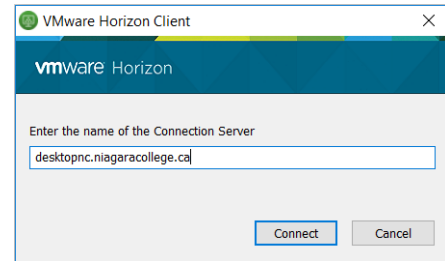 VMware Horizon Client
vmware Horizon
Enter the name of the Connection Server
desktopnc.niagaracollege.ca
Connect Cancel